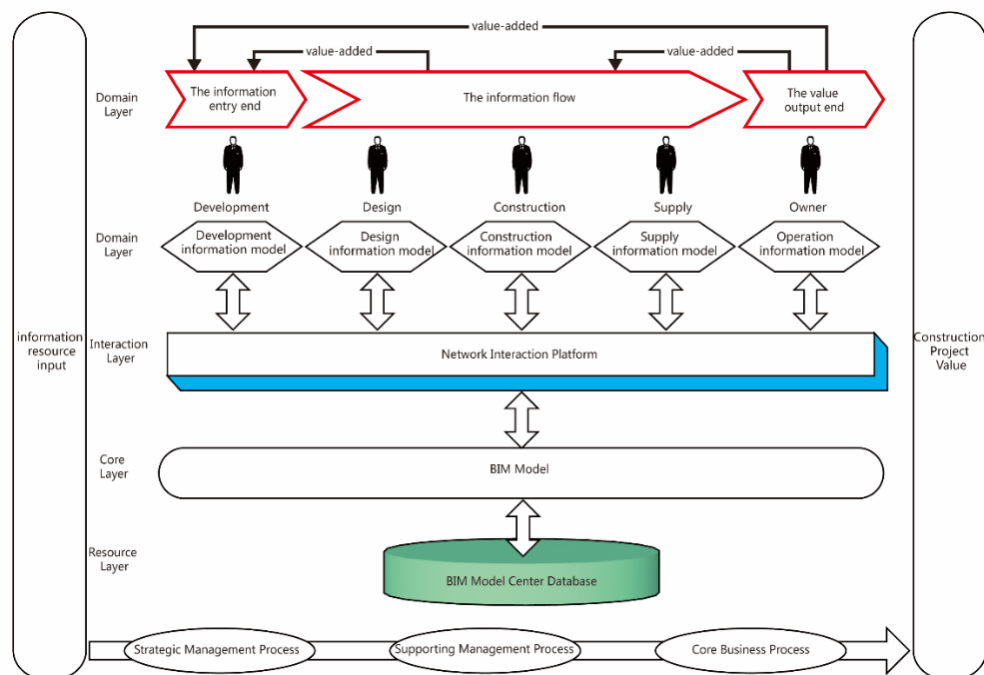 value-added
value-added
value-added
Domain
Layer
The information
entry end
The information flow
The value
output end
Development
Design
Construction
Supply
Owner
Domain
Layer
Development
information model
Design
information model
Construction
information model
Supply
information model
Operation
information model
information
resource
input
Interaction
Layer
Network Interaction Platform
Construction
Project
Value
Core
Layer
BIM Model
Resource
Layer
BIM Model Center Database
Strategic Management Process
Supporting Management Process
Core Business Process